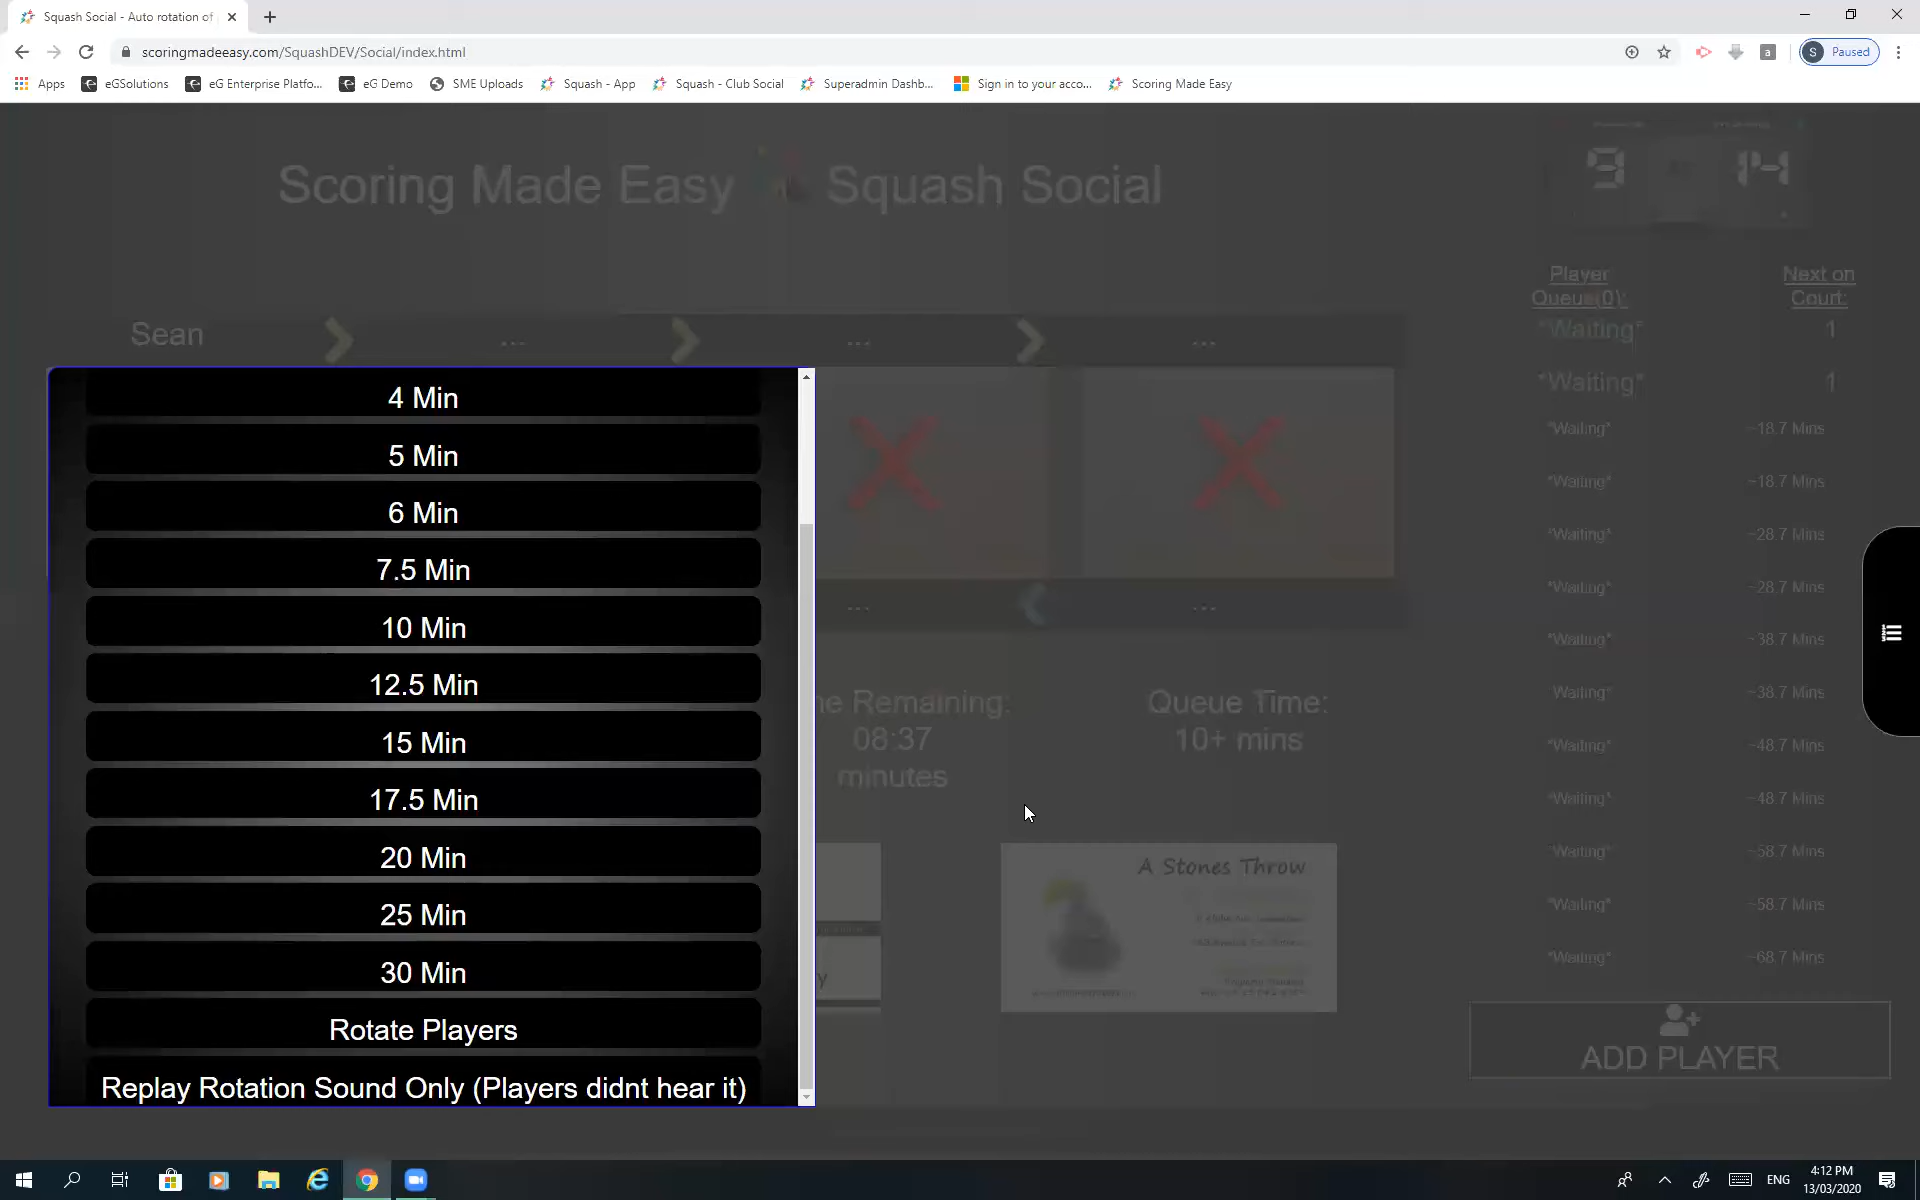 Squash Social - Auto rotation of
scoringmadeeasy.com/SquashDEV/Social/index.html
S Paused
Apps eGSolutions eG Enterprise Platfo... eG Demo SME Uploads Squash - App Squash - Club Social Superadmin Dashb... Sign in to your acco... Scoring Made Easy
Scoring Made Easy Squash Social
9 14
Player Next on
Queue(0): Court:
Sean ... ... ...
*Waiting* 1
*Waiting* 1
*Waiting* ~18.7 Mins
*Waiting* ~18.7 Mins
*Waiting* ~28.7 Mins
*Waiting* ~28.7 Mins
*Waiting* ~38.7 Mins
*Waiting* ~38.7 Mins
*Waiting* ~48.7 Mins
*Waiting* ~48.7 Mins
*Waiting* ~58.7 Mins
*Waiting* ~58.7 Mins
*Waiting* ~68.7 Mins
4 Min
5 Min
6 Min
7.5 Min
10 Min
12.5 Min
15 Min
17.5 Min
20 Min
25 Min
30 Min
Rotate Players
Replay Rotation Sound Only (Players didnt hear it)
... ...
Remaining:
08:37
minutes
Queue Time:
10+ mins
A Stones Throw
ADD PLAYER
ENG
4:12 PM
13/03/2020